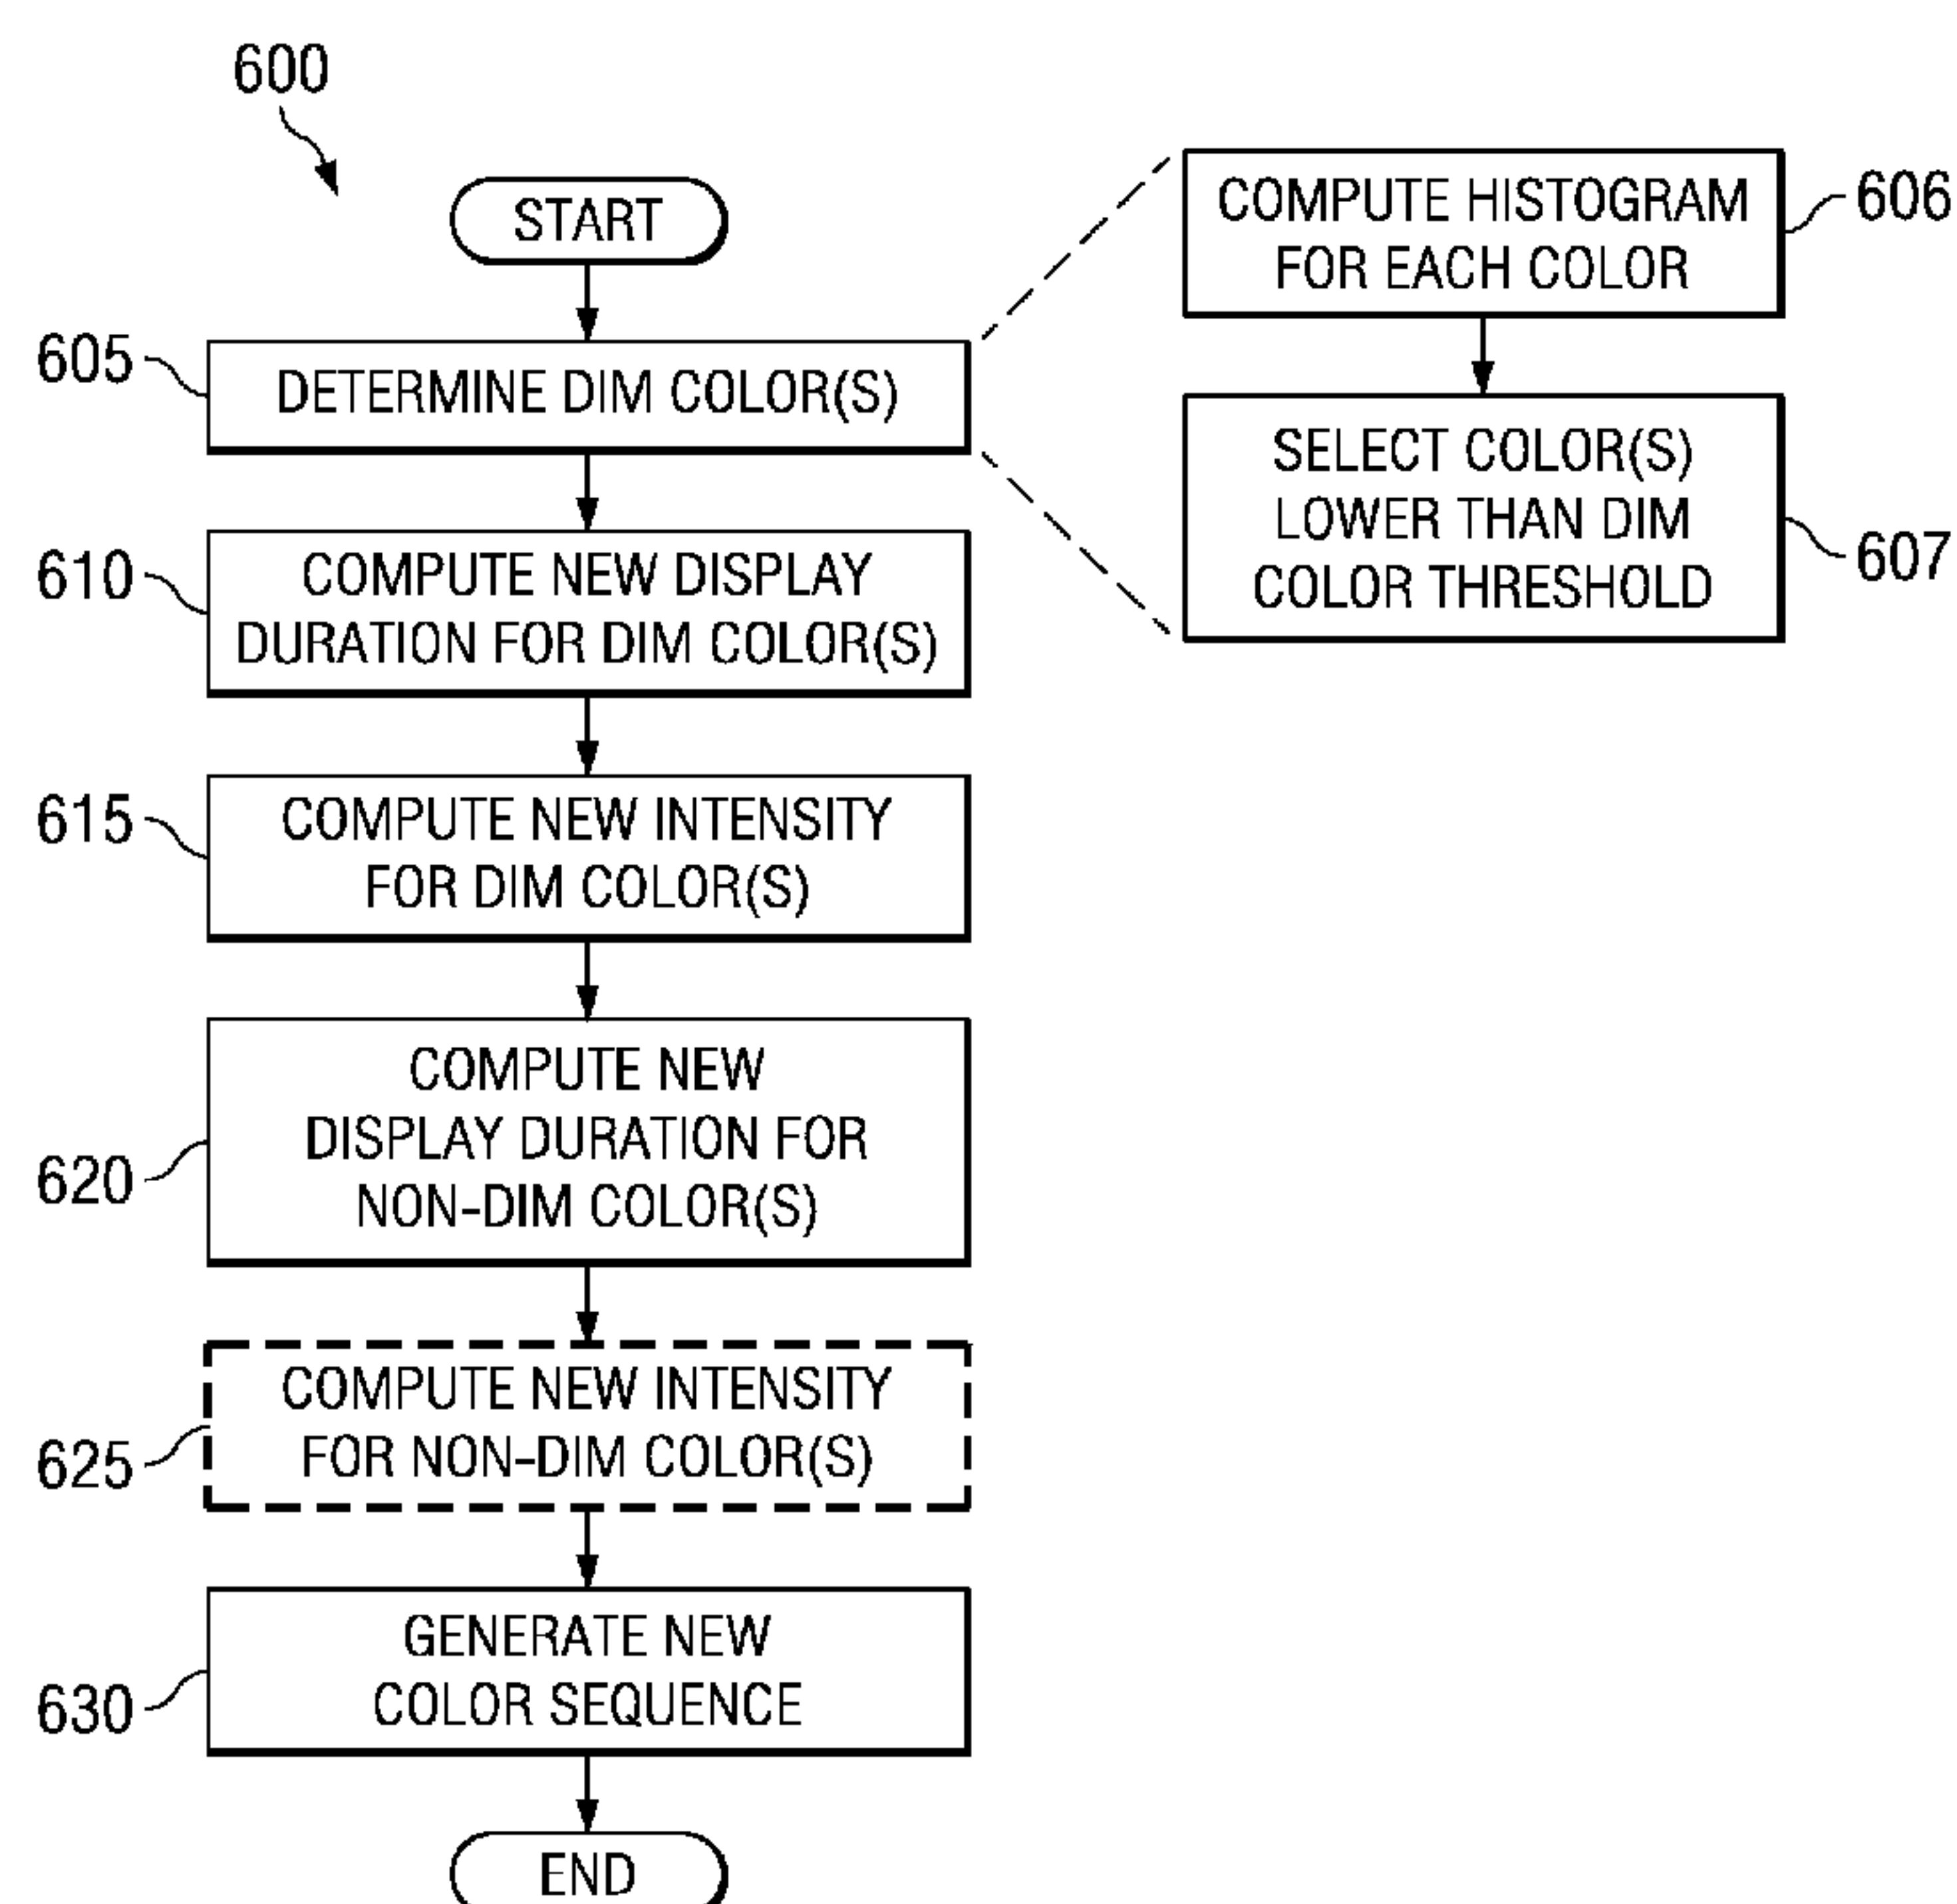 600
START
605
DETERMINE DIM COLOR(S)
610
COMPUTE NEW DISPLAY
DURATION FOR DIM COLOR(S)
615
COMPUTE NEW INTENSITY
FOR DIM COLOR(S)
620
COMPUTE NEW
DISPLAY DURATION FOR
NON-DIM COLOR(S)
625
COMPUTE NEW INTENSITY
FOR NON-DIM COLOR(S)
630
GENERATE NEW
COLOR SEQUENCE
END
COMPUTE HISTOGRAM
FOR EACH COLOR
606
SELECT COLOR(S)
LOWER THAN DIM
COLOR THRESHOLD
607